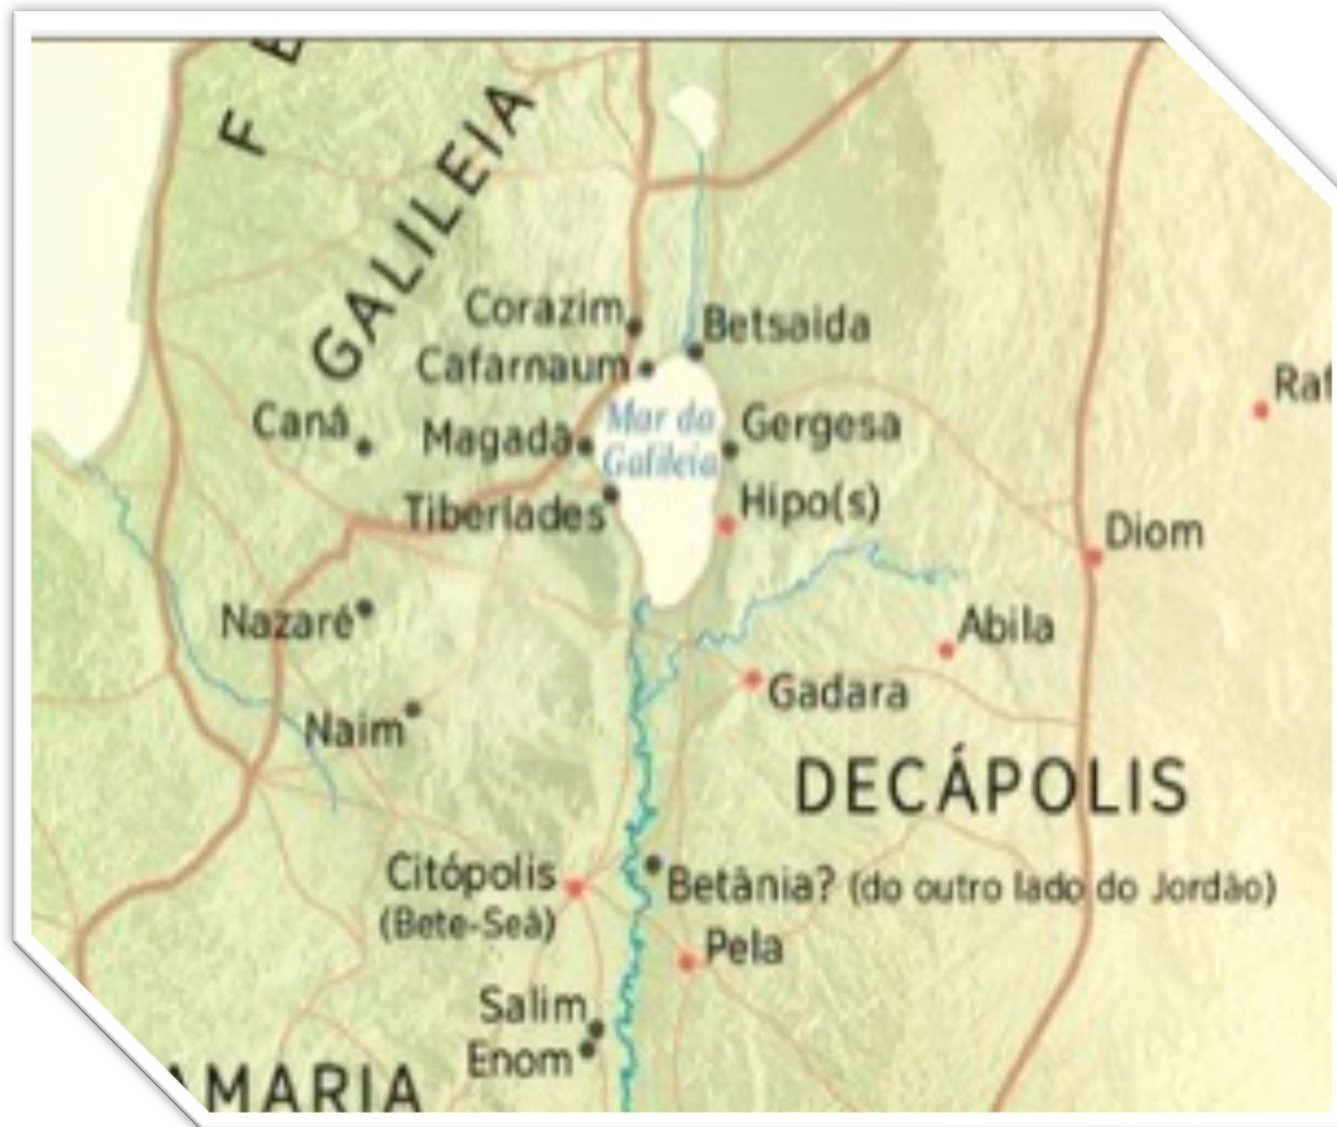 F E
GALILEIA
Corazim
Betsaida
Cafarnaum
Raf
Mar da
Galileia
Caná
Magadã
Gergesa
Tiberíades
Hipo(s)
Diom
Nazaré
Abila
Gadara
Naim
DECÁPOLIS
Citópolis
(Bete-Seã)
Betânia? (do outro lado do Jordão)
Pela
Salim
Enom
AMARIA